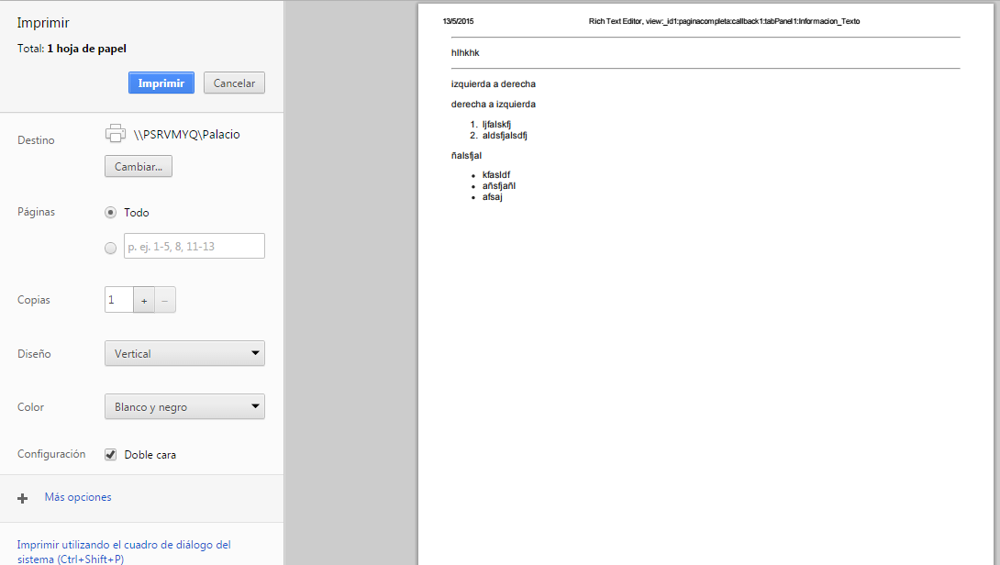 Imprimir
Total: 1 hoja de papel
Imprimir Cancelar
Destino \\PSRVMYQ\Palacio
Cambiar...
Páginas Todo
p. ej. 1-5, 8, 11-13
Copias 1 + –
Diseño Vertical
Color Blanco y negro
Configuración Doble cara
Más opciones
Imprimir utilizando el cuadro de diálogo del
sistema (Ctrl+Shift+P)
13/5/2015 Rich Text Editor, view:_id1:paginacompleta:callback1:tabPanel1:Informacion_Texto
hlhkhk
izquierda a derecha
derecha a izquierda
1. ljfalskfj
2. aldsfjalsdfj
ñalsfjal
• kfasldf
• añsfjañl
• afsaj